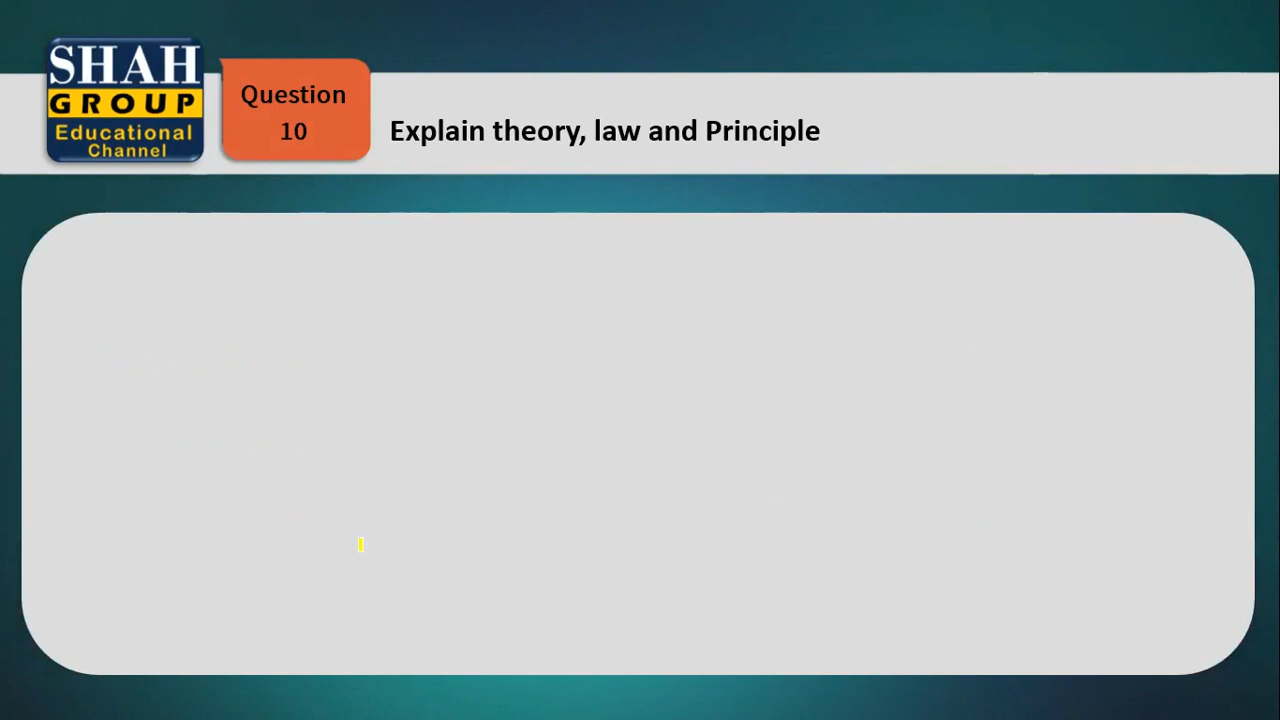 SHAH
GROUP
Educational
Channel
Question
10
Explain theory, law and Principle